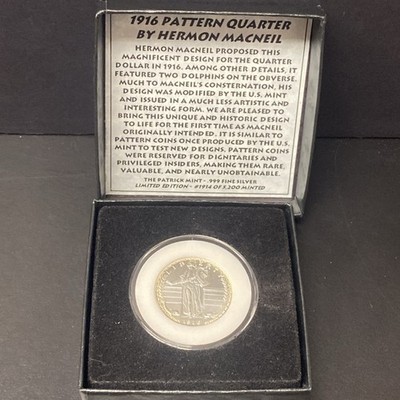 1916 PATTERN QUARTER
BY HERMON MACNEIL
HERMON MACNEIL PROPOSED THIS
MAGNIFICENT DESIGN FOR THE QUARTER
DOLLAR IN 1916. AMONG OTHER DETAILS, IT
FEATURED TWO DOLPHINS ON THE OBVERSE.
MUCH TO MACNEIL'S CONSTERNATION, HIS
DESIGN WAS MODIFIED BY THE U.S. MINT
AND ISSUED IN A MUCH LESS ARTISTIC AND
INTERESTING FORM. WE ARE PLEASED TO
BRING THIS UNIQUE AND HISTORIC DESIGN
TO LIFE FOR THE FIRST TIME AS MACNEIL
ORIGINALLY INTENDED. IT IS SIMILAR TO
PATTERN COINS ONCE PRODUCED BY THE U.S.
MINT TO TEST NEW DESIGNS. PATTERN COINS
WERE RESERVED FOR DIGNITARIES AND
PRIVILEGED INSIDERS, MAKING THEM RARE,
VALUABLE, AND NEARLY UNOBTAINABLE.
THE PATRICK MINT - .999 FINE SILVER
LIMITED EDITION - #1914 OF 5,200 MINTED
LIBERTY